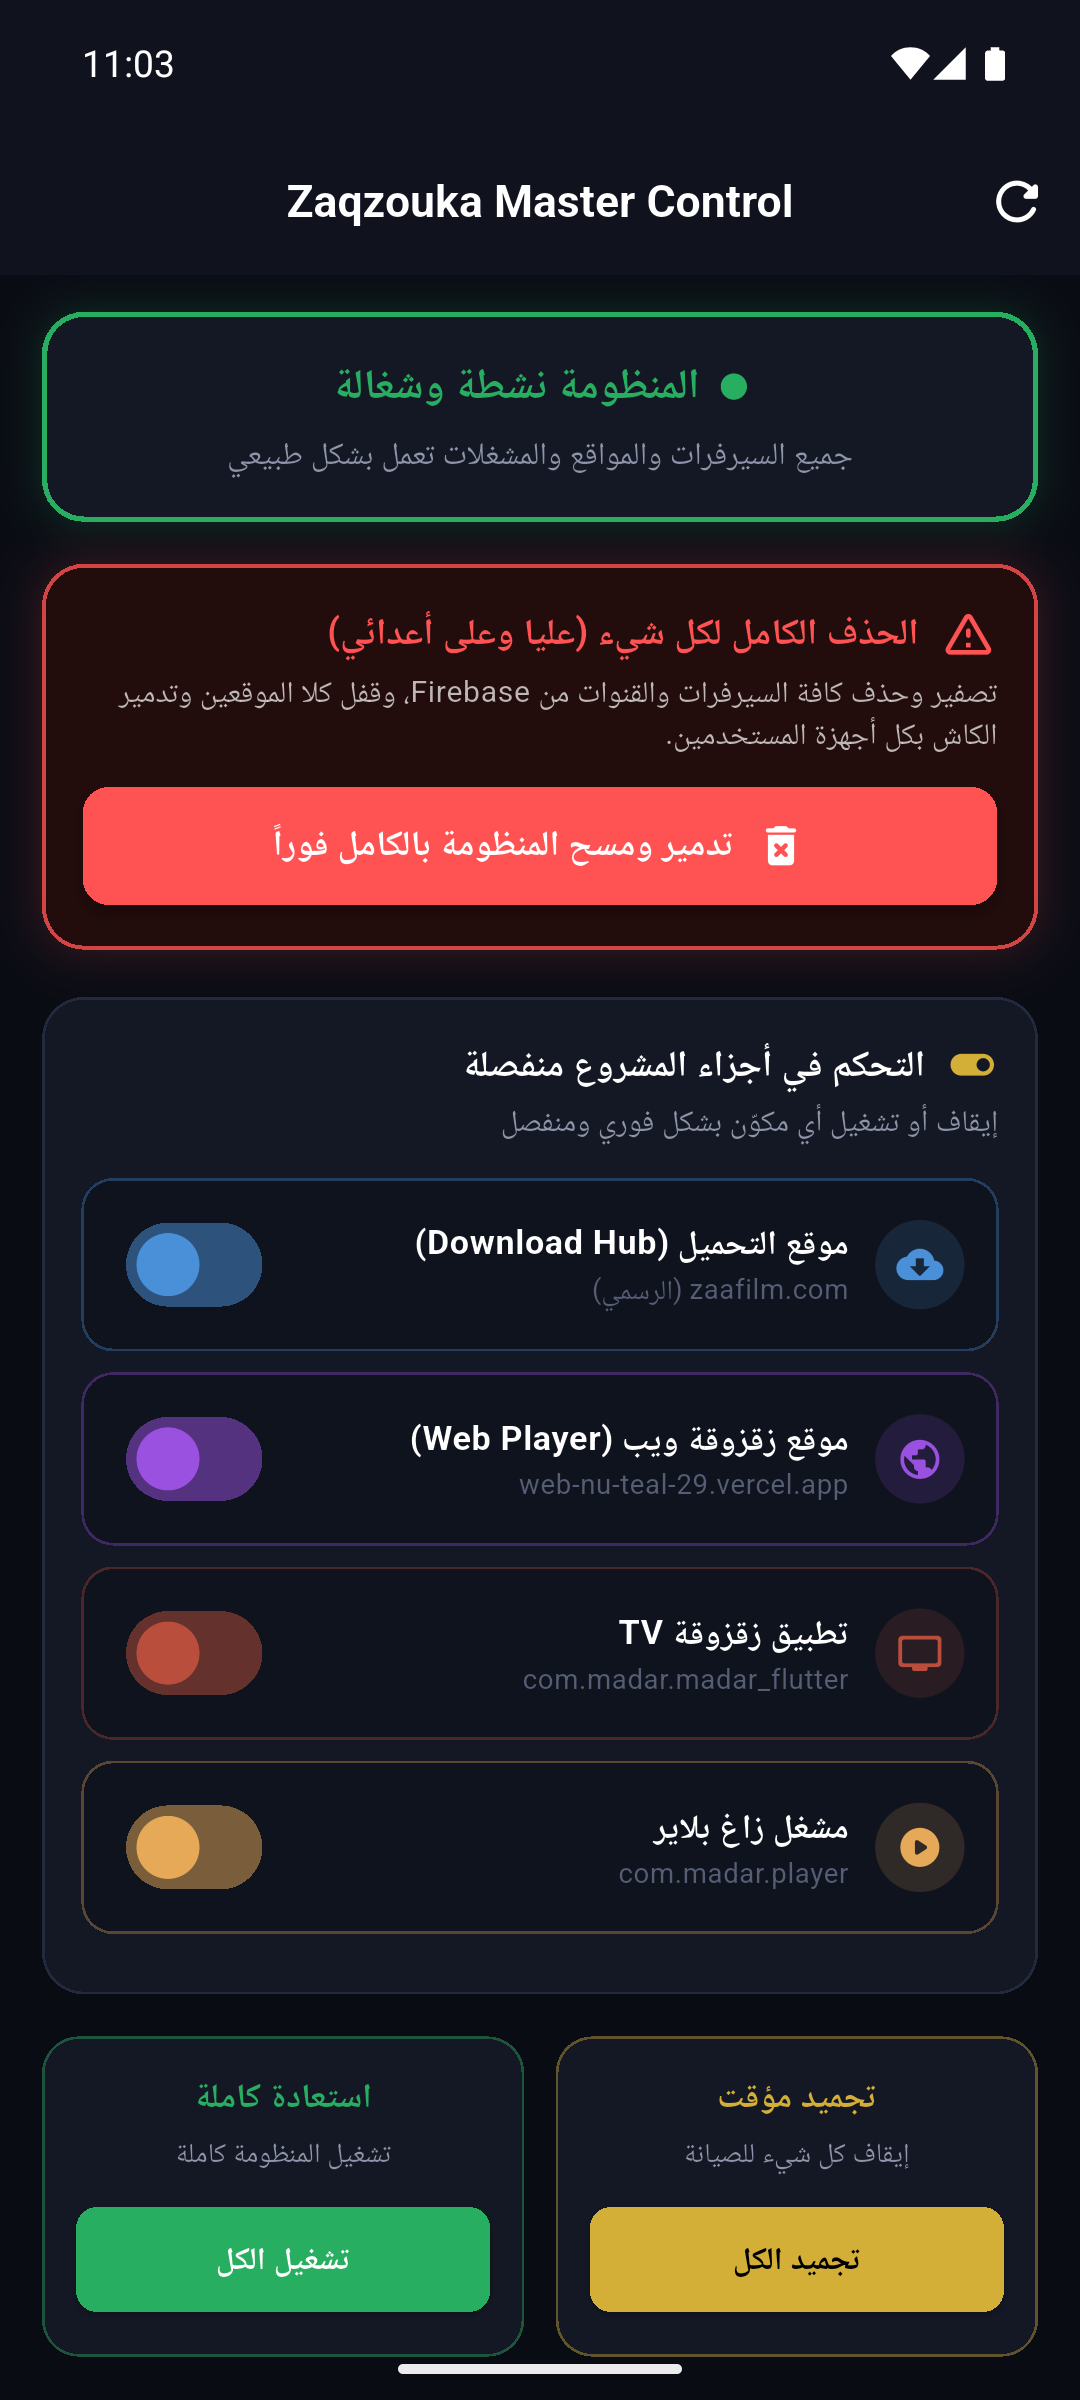 11:03
Zaqzouka Master Control
المنظومة نشطة وشغالة
جميع السيرفرات والمواقع والمشغلات تعمل بشكل طبيعي
الحذف الكامل لكل شيء (عليا وعلى أعدائي)
تصفير وحذف كافة السيرفرات والقنوات من Firebase، وقفل كلا الموقعين وتدمير
الكاش بكل أجهزة المستخدمين.
تدمير ومسح المنظومة بالكامل فوراً
التحكم في أجزاء المشروع منفصلة
إيقاف أو تشغيل أي مكوّن بشكل فوري ومنفصل
موقع التحميل (Download Hub)
zaafilm.com (الرسمي)
موقع زقزوقة ويب (Web Player)
web-nu-teal-29.vercel.app
تطبيق زقزوقة TV
com.madar.madar_flutter
مشغل زاغ بلاير
com.madar.player
تجميد مؤقت
إيقاف كل شيء للصيانة
تجميد الكل
استعادة كاملة
تشغيل المنظومة كاملة
تشغيل الكل